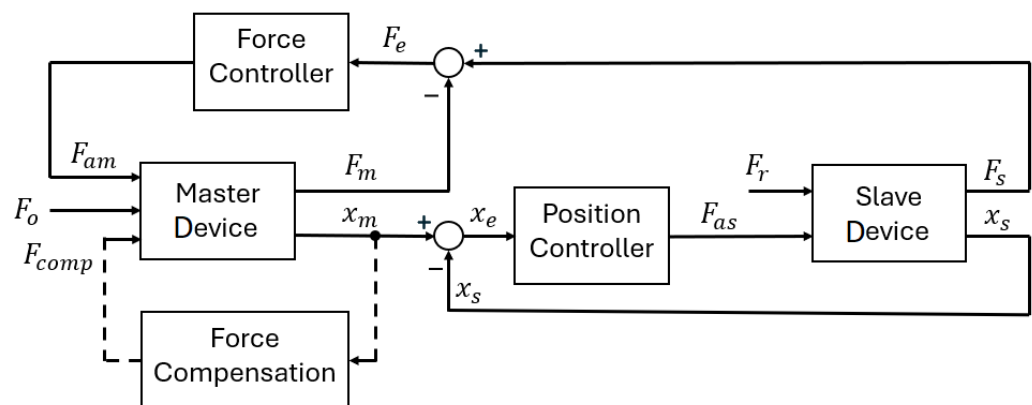 Force
Controller
F_e
+
−
F_am
F_o
F_comp
Master
Device
F_m
x_m
+
−
x_e
x_s
Position
Controller
F_as
F_r
Slave
Device
F_s
x_s
Force
Compensation